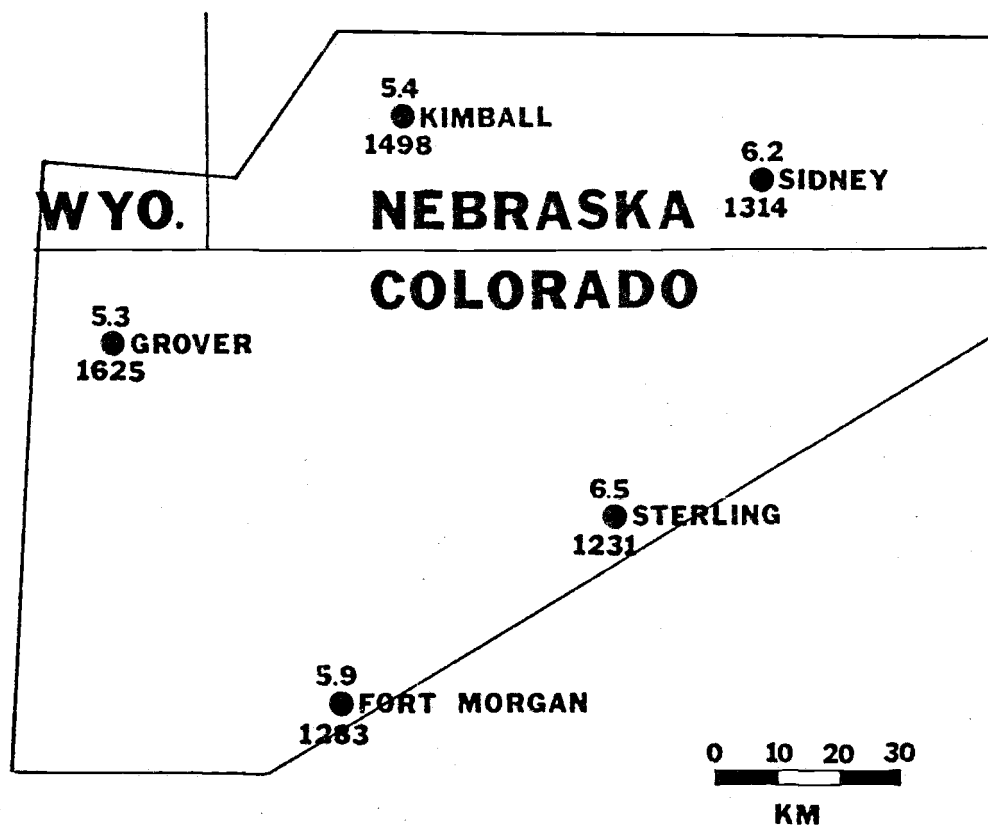 5.4
KIMBALL
1498
6.2
SIDNEY
1314
WYO.
NEBRASKA
COLORADO
5.3
GROVER
1625
6.5
STERLING
1231
5.9
FORT MORGAN
1283
0 10 20 30
KM